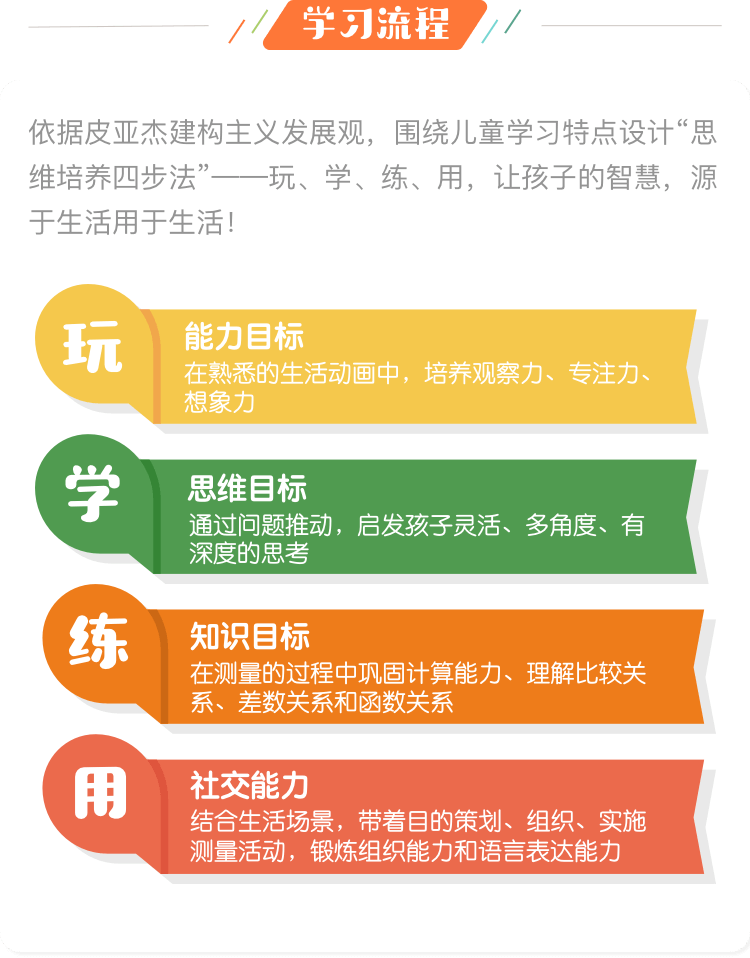 学习流程
依据皮亚杰建构主义发展观，围绕儿童学习特点设计“思
维培养四步法”——玩、学、练、用，让孩子的智慧，源
于生活用于生活！
玩
能力目标
在熟悉的生活动画中，培养观察力、专注力、
想象力
学
思维目标
通过问题推动，启发孩子灵活、多角度、有
深度的思考
练
知识目标
在测量的过程中巩固计算能力、理解比较关
系、差数关系和函数关系
用
社交能力
结合生活场景，带着目的策划、组织、实施
测量活动，锻炼组织能力和语言表达能力